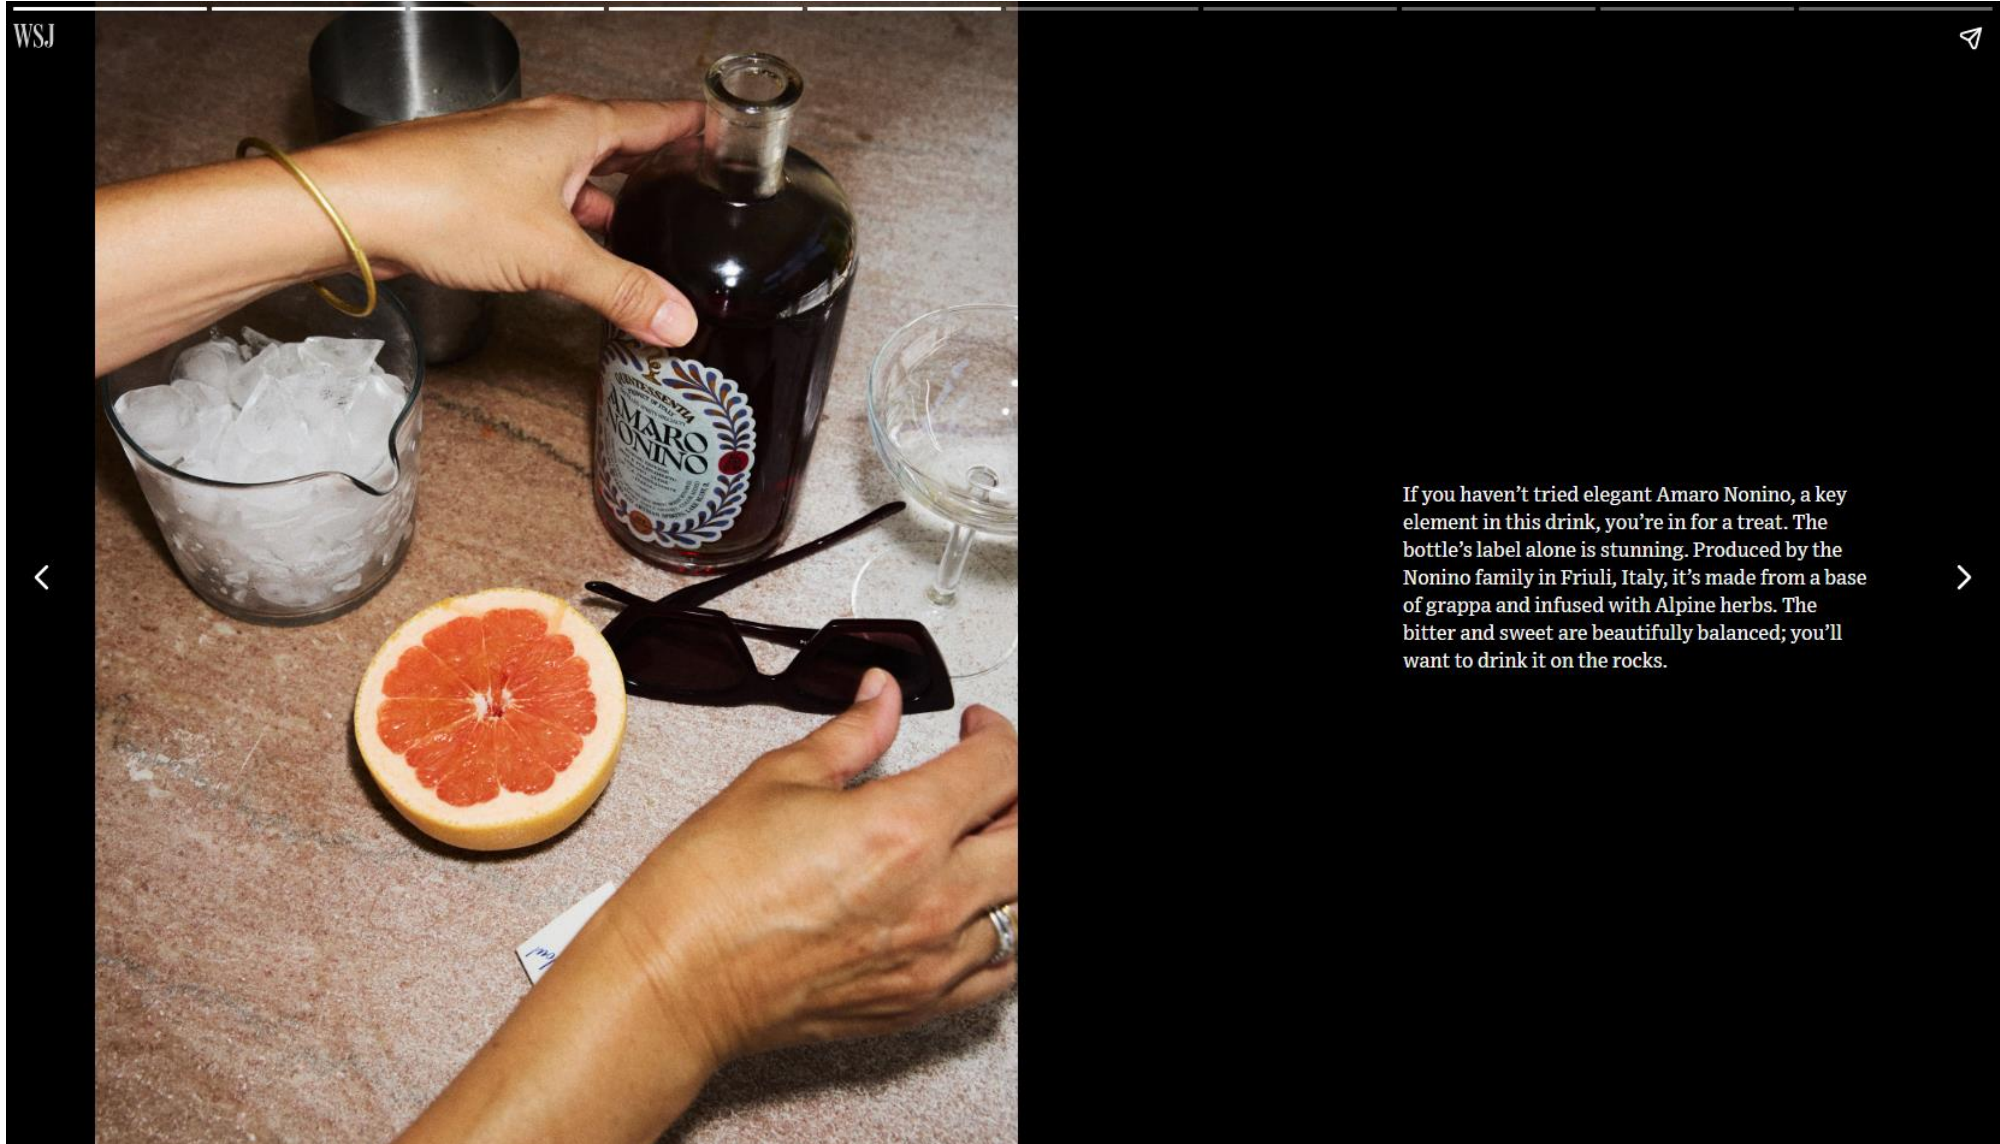 WSJ
QUINTESSENTIA
AMARO
NONINO
If you haven’t tried elegant Amaro Nonino, a key
element in this drink, you’re in for a treat. The
bottle’s label alone is stunning. Produced by the
Nonino family in Friuli, Italy, it’s made from a base
of grappa and infused with Alpine herbs. The
bitter and sweet are beautifully balanced; you’ll
want to drink it on the rocks.